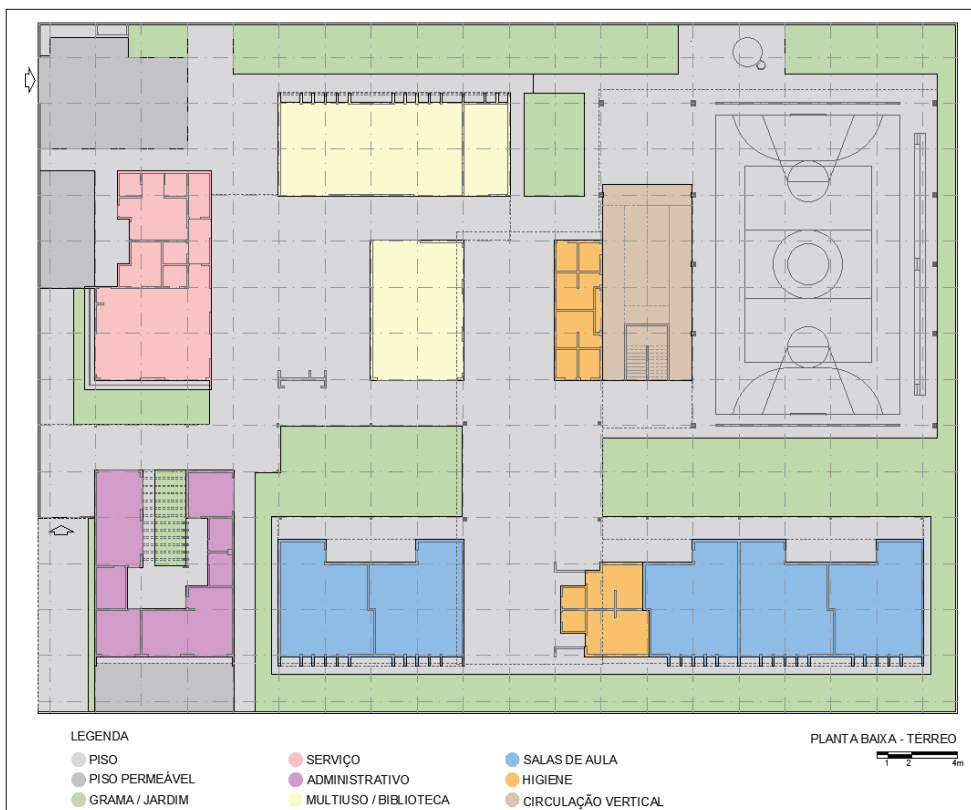 LEGENDA
PISO
PISO PERMEÁVEL
GRAMA / JARDIM
SERVIÇO
ADMINISTRATIVO
MULTIUSO / BIBLIOTECA
SALAS DE AULA
HIGIENE
CIRCULAÇÃO VERTICAL
PLANTA BAIXA - TÉRREO
1 2 4m